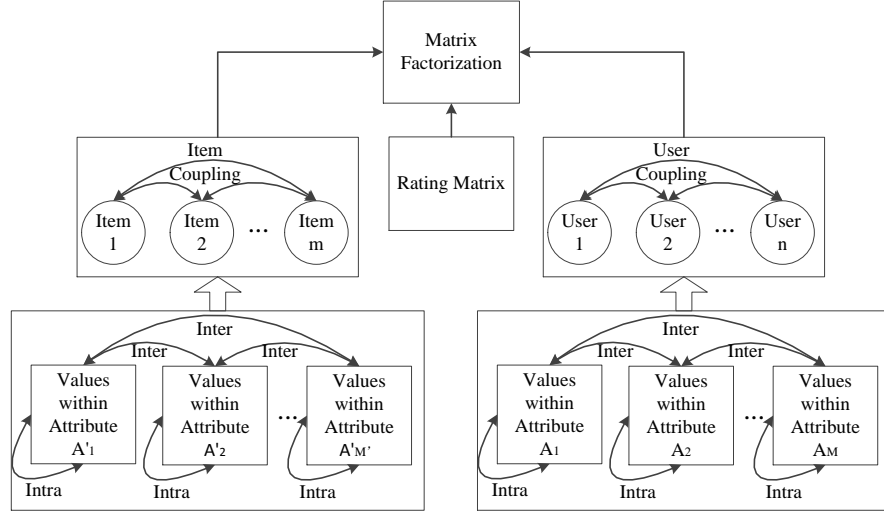 Matrix
Factorization
Rating Matrix
Item
Coupling
Item
1
Item
2
...
Item
m
User
Coupling
User
1
User
2
...
User
n
Inter
Inter
Inter
Values
within
Attribute
A'1
Values
within
Attribute
A'2
...
Values
within
Attribute
A'M'
Intra
Intra
Intra
Inter
Inter
Inter
Values
within
Attribute
A1
Values
within
Attribute
A2
...
Values
within
Attribute
AM
Intra
Intra
Intra